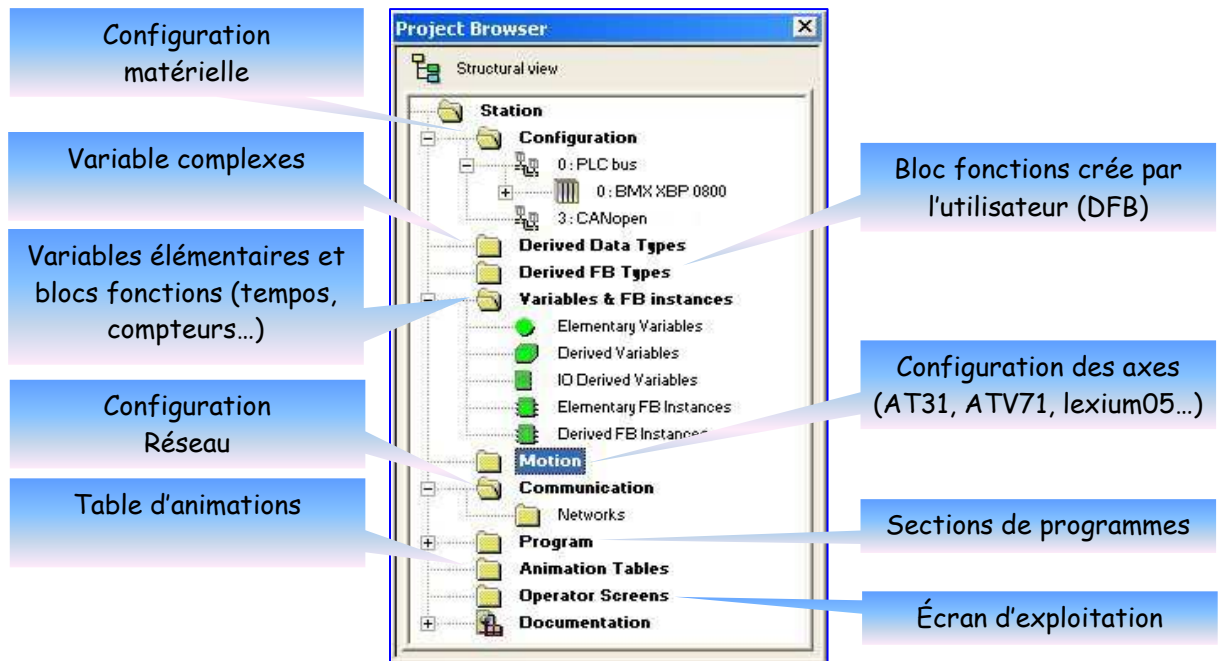 Configuration
matérielle
Variable complexes
Variables élémentaires et
blocs fonctions (tempos,
compteurs…)
Configuration
Réseau
Table d'animations
Project Browser
Structural view
Station
Configuration
0 : PLC bus
0 : BMX XBP 0800
3 : CANopen
Derived Data Types
Derived FB Types
Variables & FB instances
Elementary Variables
Derived Variables
IO Derived Variables
Elementary FB Instances
Derived FB Instances
Motion
Communication
Networks
Program
Animation Tables
Operator Screens
Documentation
Bloc fonctions crée par
l'utilisateur (DFB)
Configuration des axes
(AT31, ATV71, lexium05…)
Sections de programmes
Écran d'exploitation